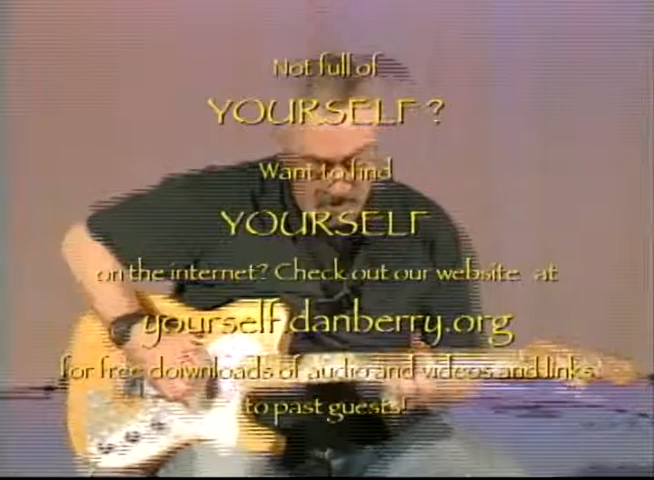 Not full of
YOURSELF?
Want to find
YOURSELF
on the internet? Check out our website at
yourself.danberry.org
for free doiwnloads of audio and videos and links
to past guests!